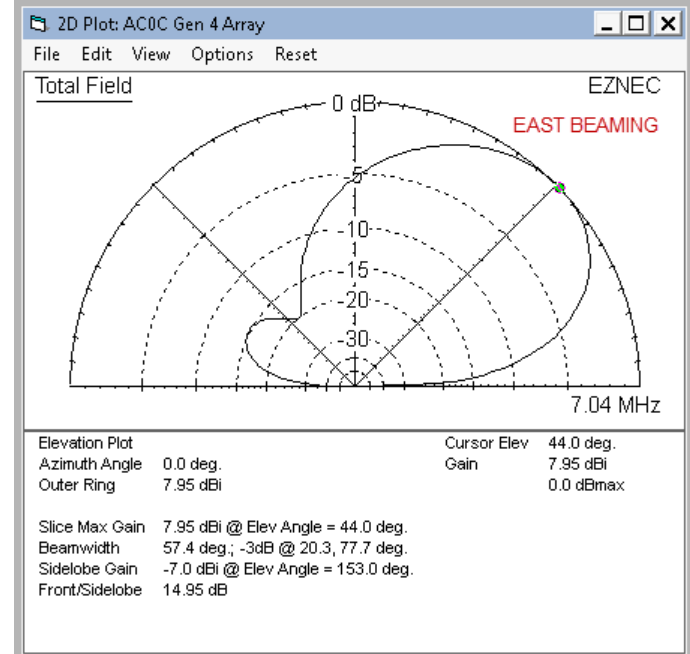 2D Plot: AC0C Gen 4 Array
File Edit View Options Reset
Total Field
EZNEC
0 dB
EAST BEAMING
-5
-10
-15
-20
-30
7.04 MHz
Elevation Plot
Cursor Elev 44.0 deg.
Azimuth Angle 0.0 deg.
Gain 7.95 dBi
Outer Ring 7.95 dBi
0.0 dBmax
Slice Max Gain 7.95 dBi @ Elev Angle = 44.0 deg.
Beamwidth 57.4 deg.; -3dB @ 20.3, 77.7 deg.
Sidelobe Gain -7.0 dBi @ Elev Angle = 153.0 deg.
Front/Sidelobe 14.95 dB